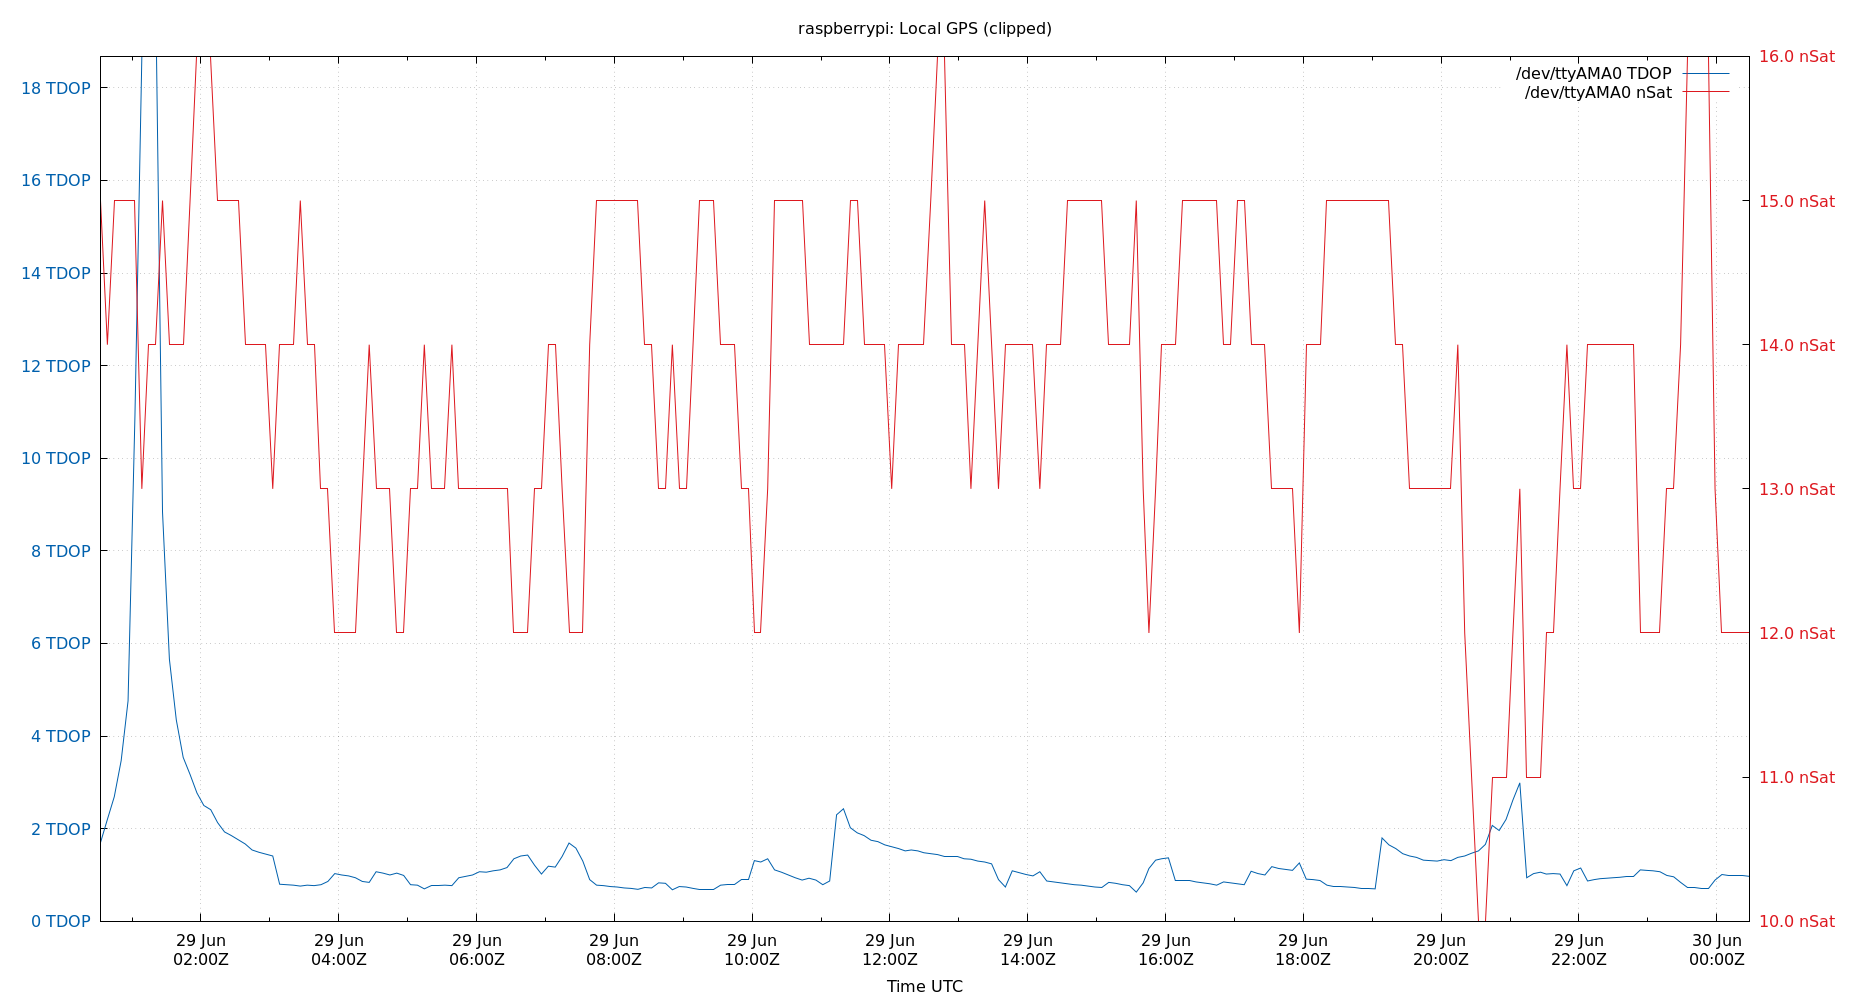 raspberrypi: Local GPS (clipped)
/dev/ttyAMA0 TDOP
/dev/ttyAMA0 nSat
18 TDOP
16 TDOP
14 TDOP
12 TDOP
10 TDOP
8 TDOP
6 TDOP
4 TDOP
2 TDOP
0 TDOP
16.0 nSat
15.0 nSat
14.0 nSat
13.0 nSat
12.0 nSat
11.0 nSat
10.0 nSat
29 Jun
02:00Z
29 Jun
04:00Z
29 Jun
06:00Z
29 Jun
08:00Z
29 Jun
10:00Z
29 Jun
12:00Z
29 Jun
14:00Z
29 Jun
16:00Z
29 Jun
18:00Z
29 Jun
20:00Z
29 Jun
22:00Z
30 Jun
00:00Z
Time UTC